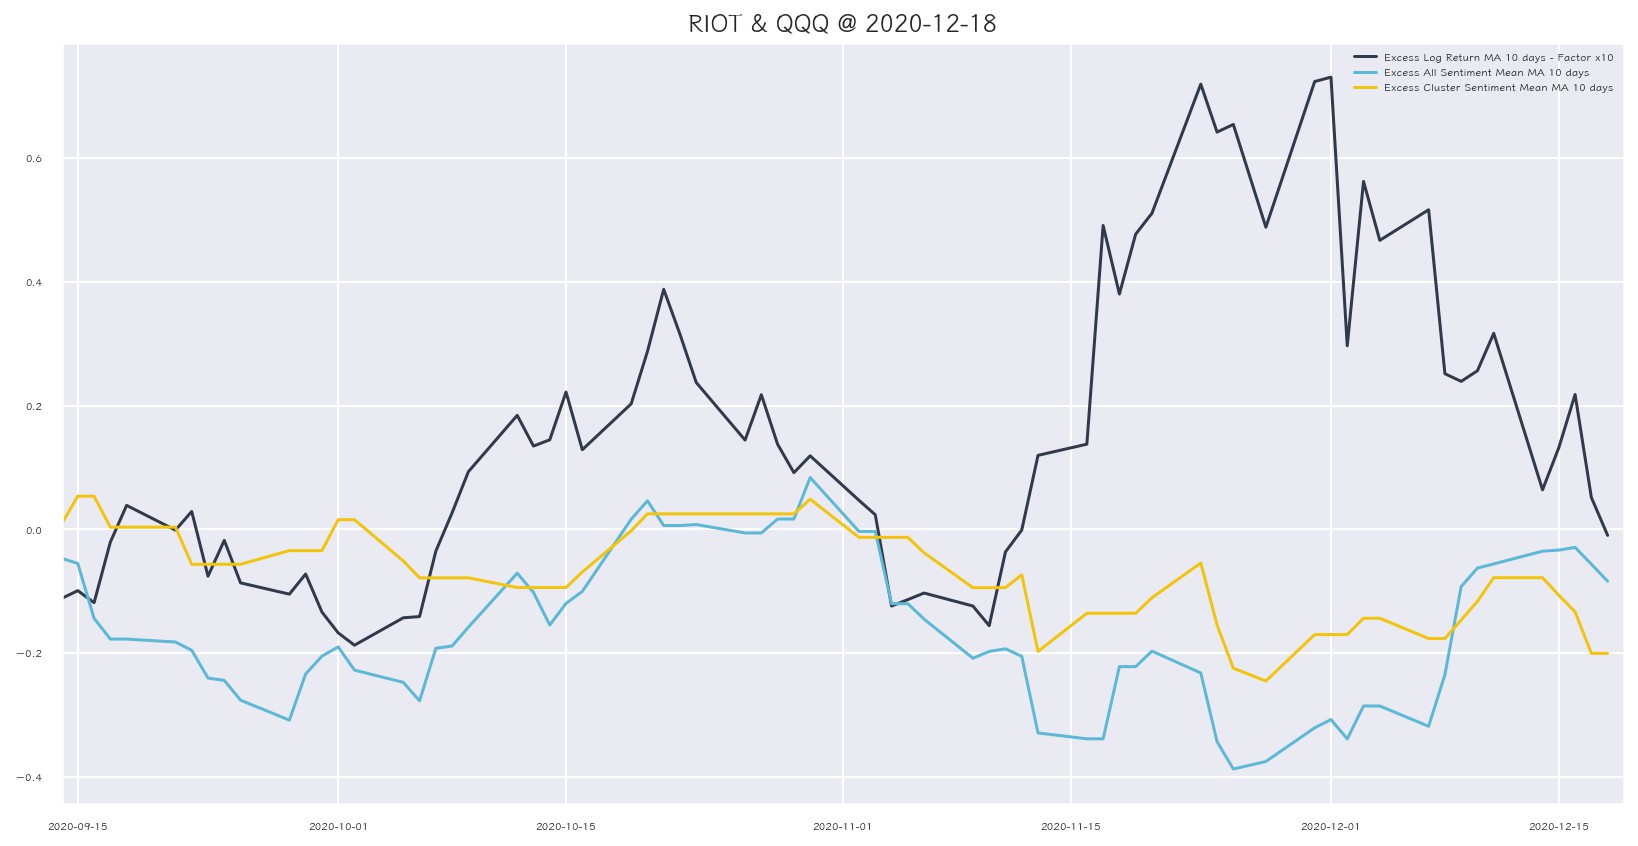 RIOT & QQQ @ 2020-12-18
Excess Log Return MA 10 days - Factor x10
Excess All Sentiment Mean MA 10 days
Excess Cluster Sentiment Mean MA 10 days
0.6
0.4
0.2
0.0
−0.2
−0.4
2020-09-15 2020-10-01 2020-10-15 2020-11-01 2020-11-15 2020-12-01 2020-12-15